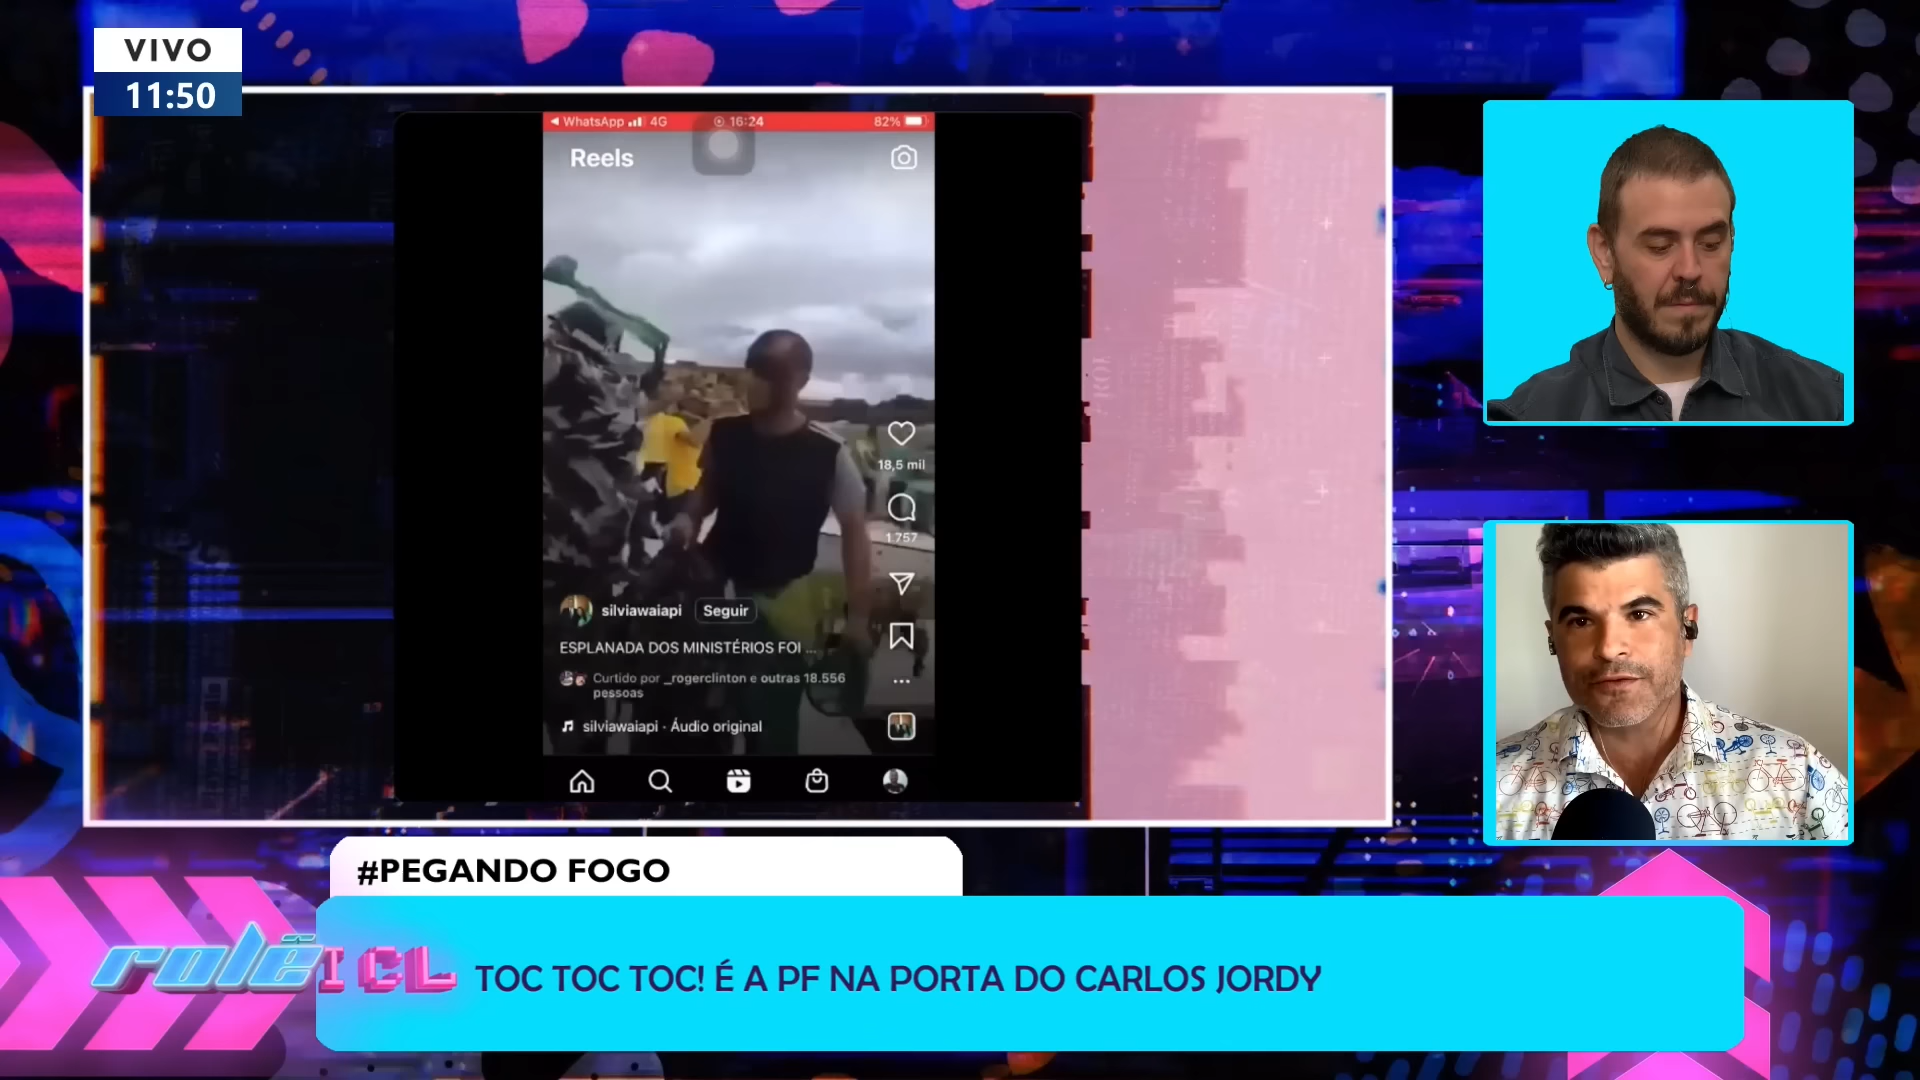 VIVO
11:50
WhatsApp 4G 16:24 82%
Reels
18,5 mil
1.757
silviawaiapi Seguir
ESPLANADA DOS MINISTÉRIOS FOI ...
Curtido por _rogerclinton e outras 18.556
pessoas
silviawaiapi · Áudio original
#PEGANDO FOGO
rolê ICL
TOC TOC TOC! É A PF NA PORTA DO CARLOS JORDY